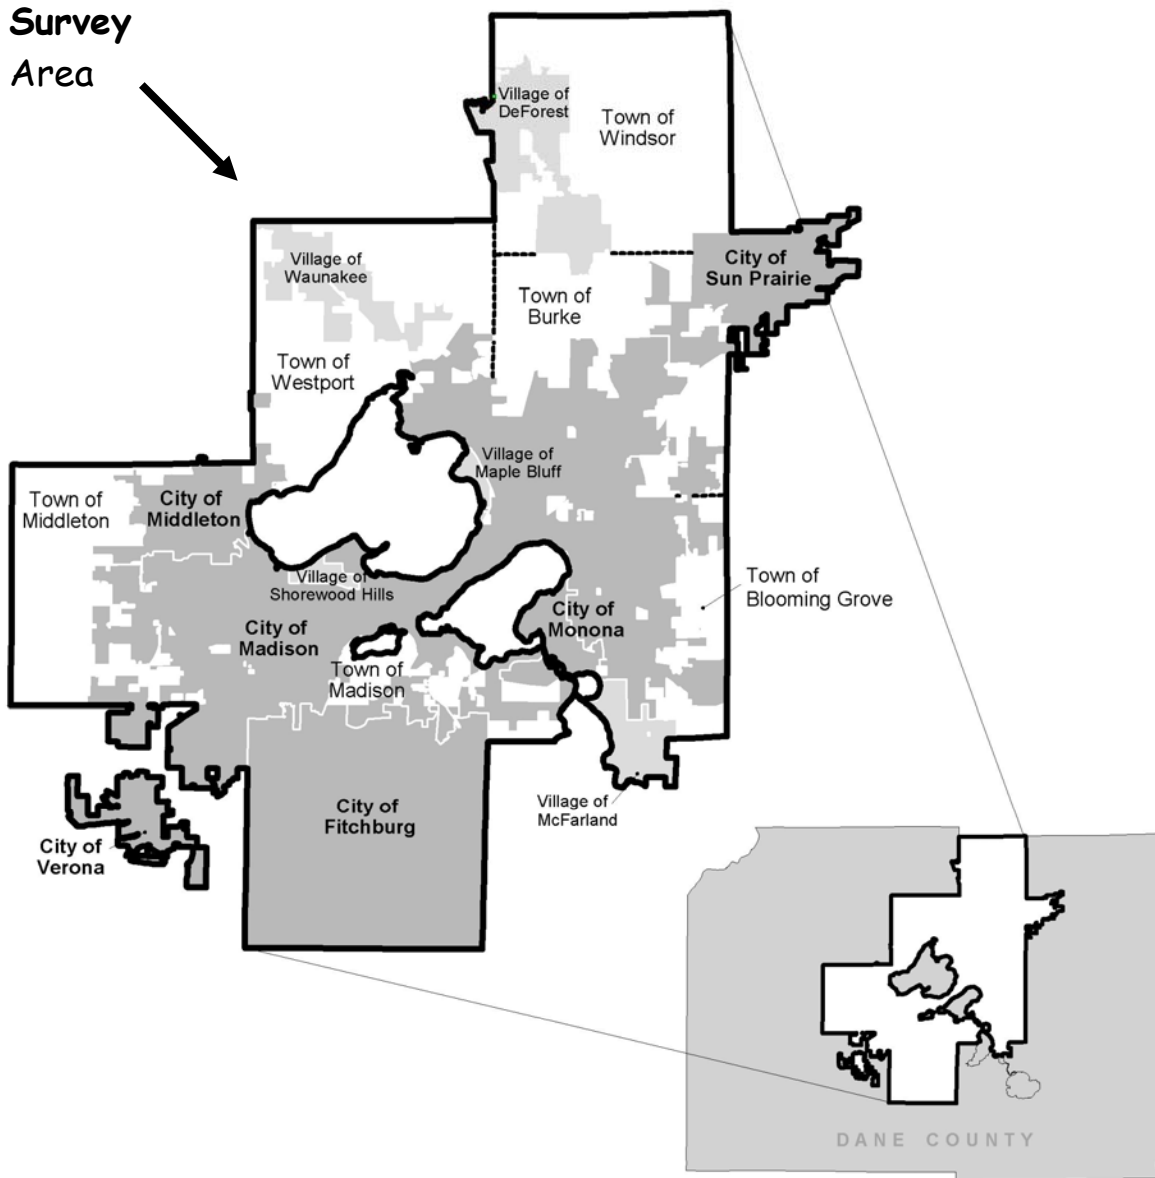 Survey
Area
Village of
DeForest
Town of
Windsor
Village of
Waunakee
City of
Sun Prairie
Town of
Burke
Town of
Westport
Village of
Maple Bluff
Town of
Middleton
City of
Middleton
Village of
Shorewood Hills
Town of
Blooming Grove
City of
Madison
City of
Monona
Town of
Madison
Village of
McFarland
City of
Fitchburg
City of
Verona
DANE COUNTY